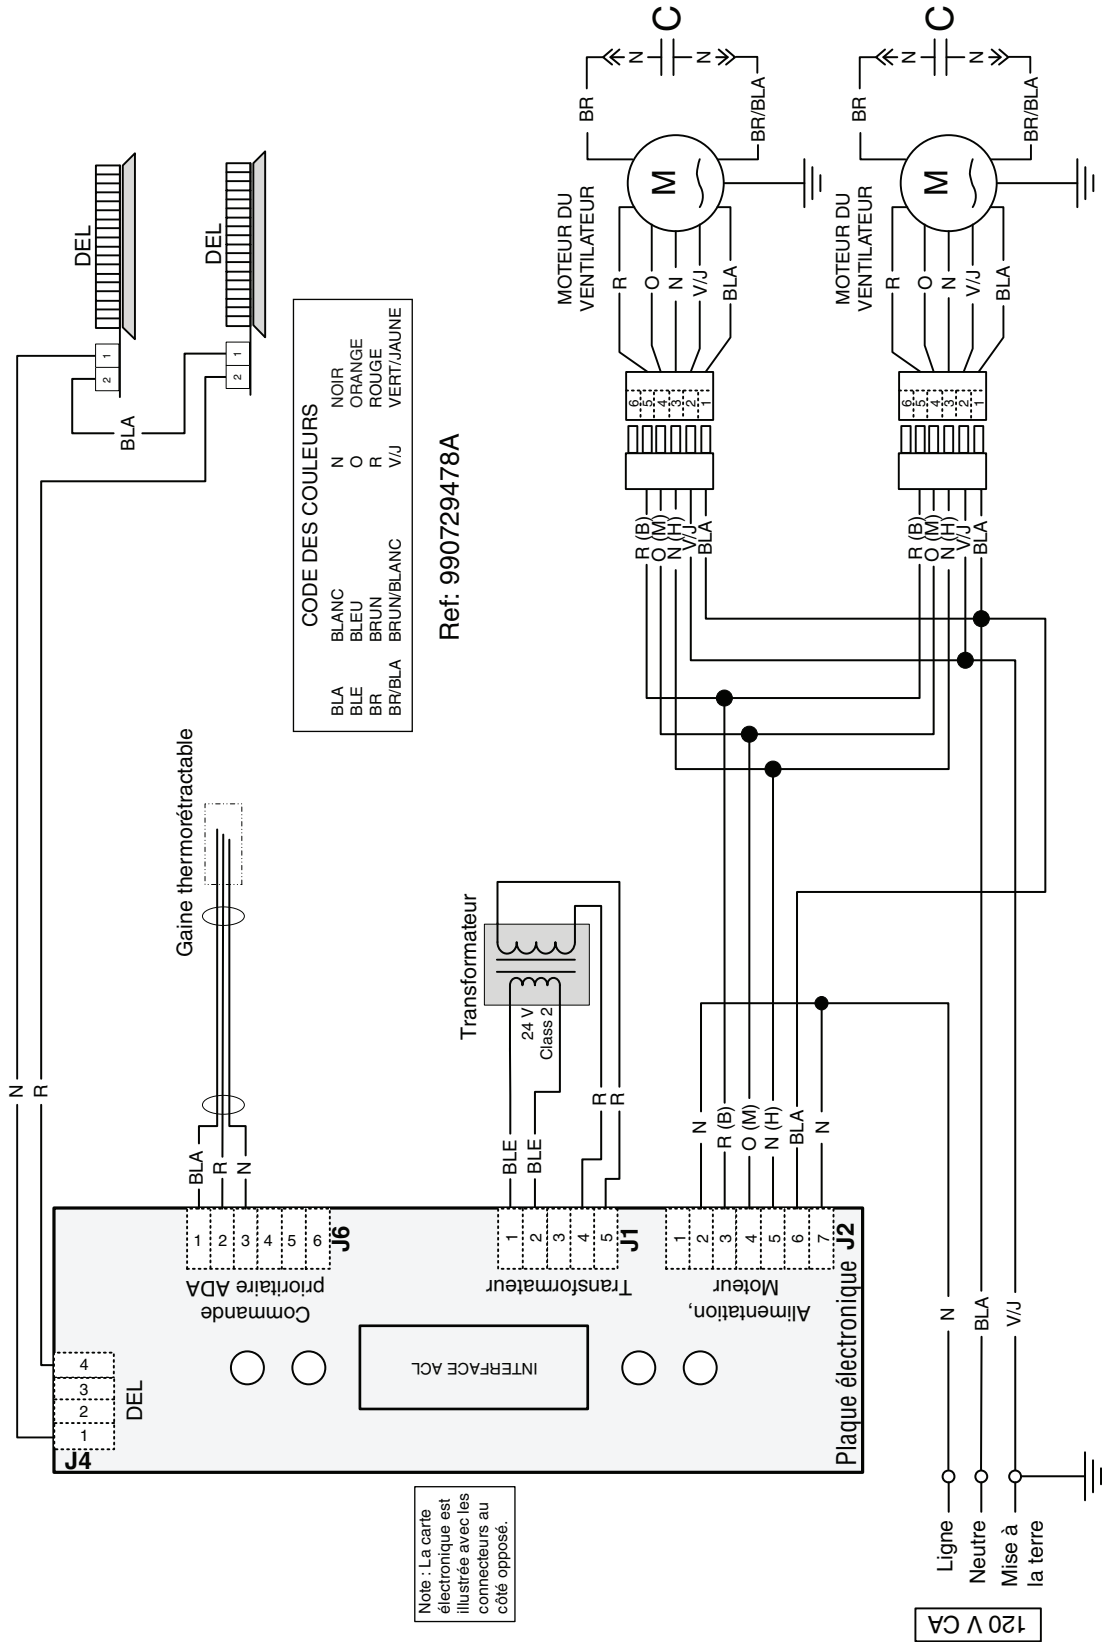 DEL
DEL
1
2
1
2
BLA
N
R
CODE DES COULEURS
BLA BLANC N NOIR
BLE BLEU O ORANGE
BR BRUN R ROUGE
BR/BLA BRUN/BLANC V/J VERT/JAUNE
Ref: 990729478A
Gaine thermorétractable
BLA
R
N
Transformateur
24 V
Class 2
BLE
BLE
R
R
J4
1
2
3
4
DEL
1
2
3
4
5
6
J6
Commande
prioritaire ADA
1
2
3
4
5
J1
Transformateur
1
2
3
4
5
6
7
J2
Alimentation,
Moteur
INTERFACE ACL
Plaque électronique
Note : La carte
électronique est
illustrée avec les
connecteurs au
côté opposé.
N
R (B)
O (M)
N (H)
BLA
N
MOTEUR DU
VENTILATEUR
M
BR
N
C
N
BR/BLA
R
O
N
V/J
BLA
6
5
4
3
2
1
R (B)
O (M)
N (H)
V/J
BLA
MOTEUR DU
VENTILATEUR
M
BR
N
C
N
BR/BLA
R
O
N
V/J
BLA
6
5
4
3
2
1
R (B)
O (M)
N (H)
V/J
BLA
Ligne
N
Neutre
BLA
Mise à
la terre
V/J
120 V CA